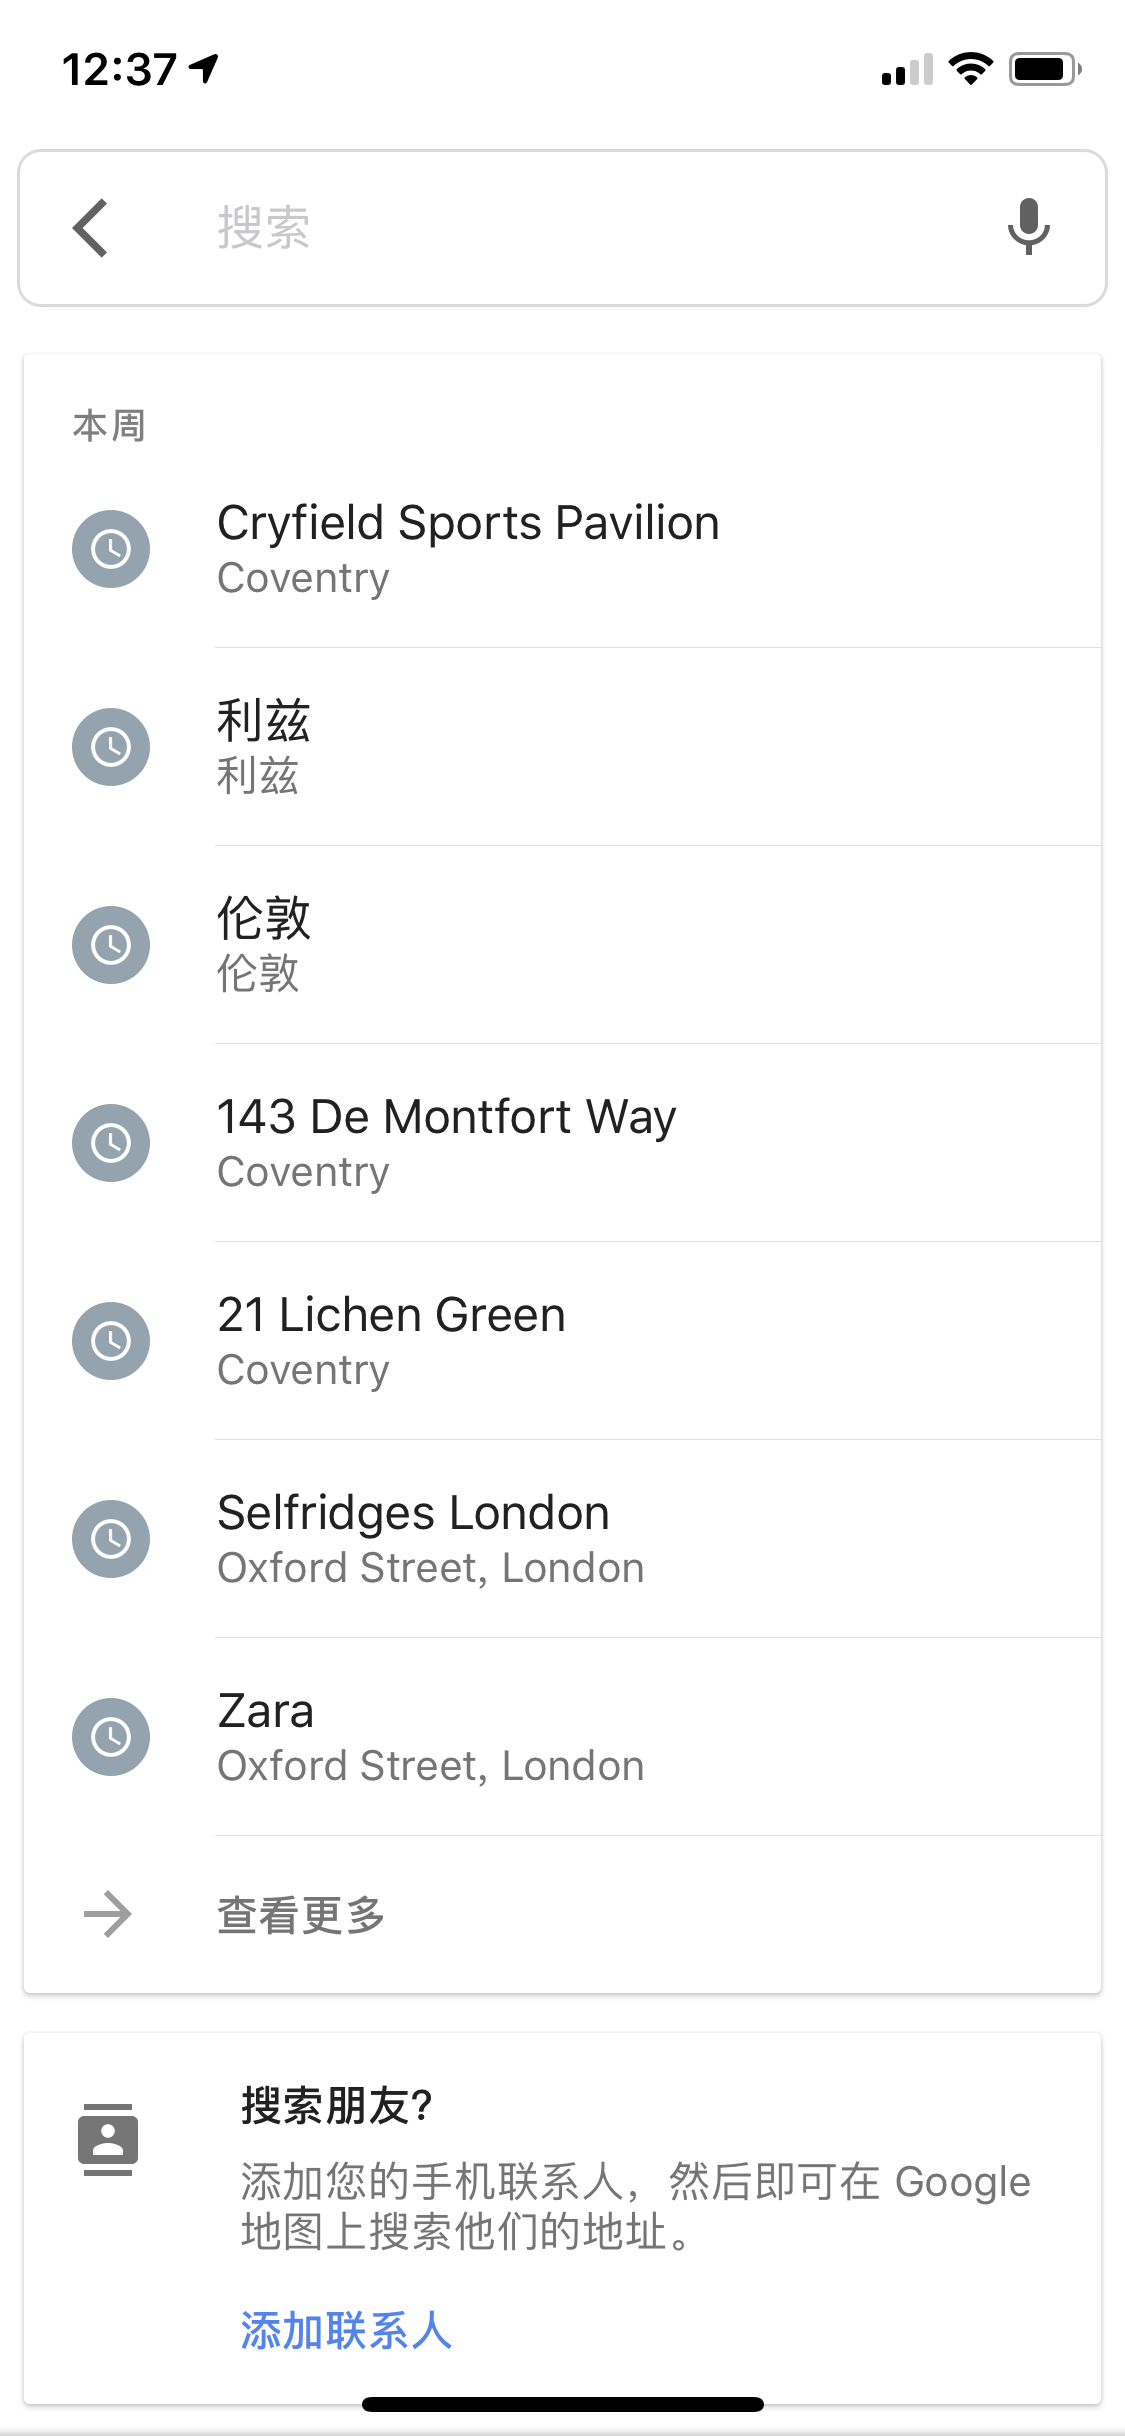 12:37
搜索
本周
Cryfield Sports Pavilion
Coventry
利兹
利兹
伦敦
伦敦
143 De Montfort Way
Coventry
21 Lichen Green
Coventry
Selfridges London
Oxford Street, London
Zara
Oxford Street, London
查看更多
搜索朋友?
添加您的手机联系人，然后即可在 Google
地图上搜索他们的地址。
添加联系人